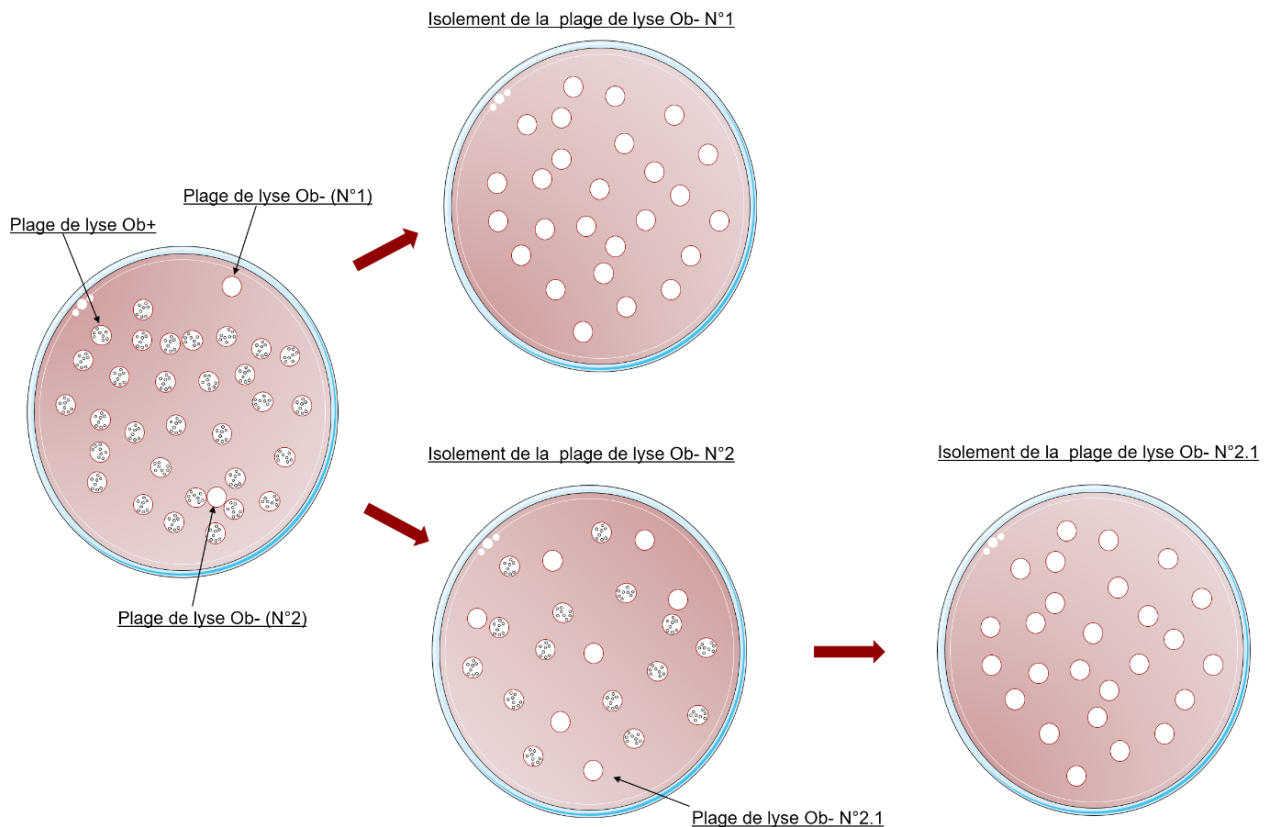 Isolement de la  plage de lyse Ob- N°1
Plage de lyse Ob- (N°1)
Plage de lyse Ob+
Plage de lyse Ob- (N°2)
Isolement de la  plage de lyse Ob- N°2
Plage de lyse Ob- N°2.1
Isolement de la  plage de lyse Ob- N°2.1